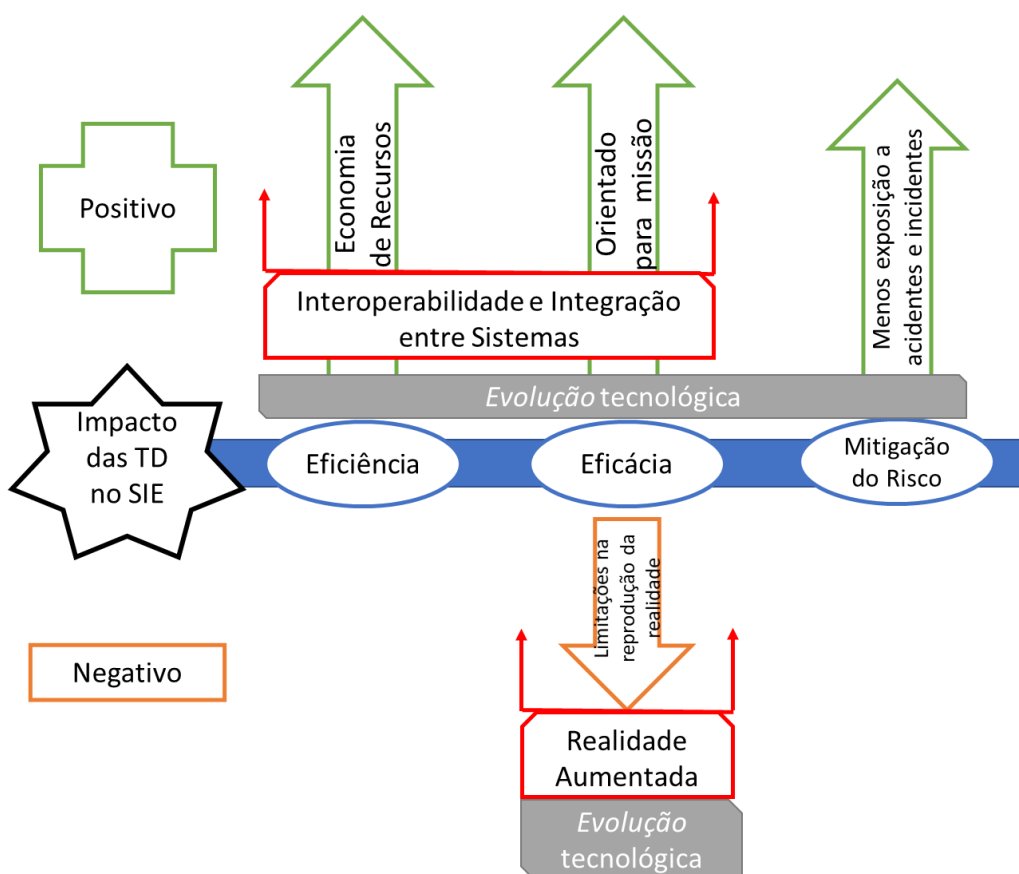 Positivo
Economia
de Recursos
Orientado
para missão
Menos exposição a
acidentes e incidentes
Interoperabilidade e Integração
entre Sistemas
Evolução tecnológica
Impacto
das TD
no SIE
Eficiência
Eficácia
Mitigação
do Risco
Limitações na
reprodução da
realidade
Negativo
Realidade
Aumentada
Evolução
tecnológica